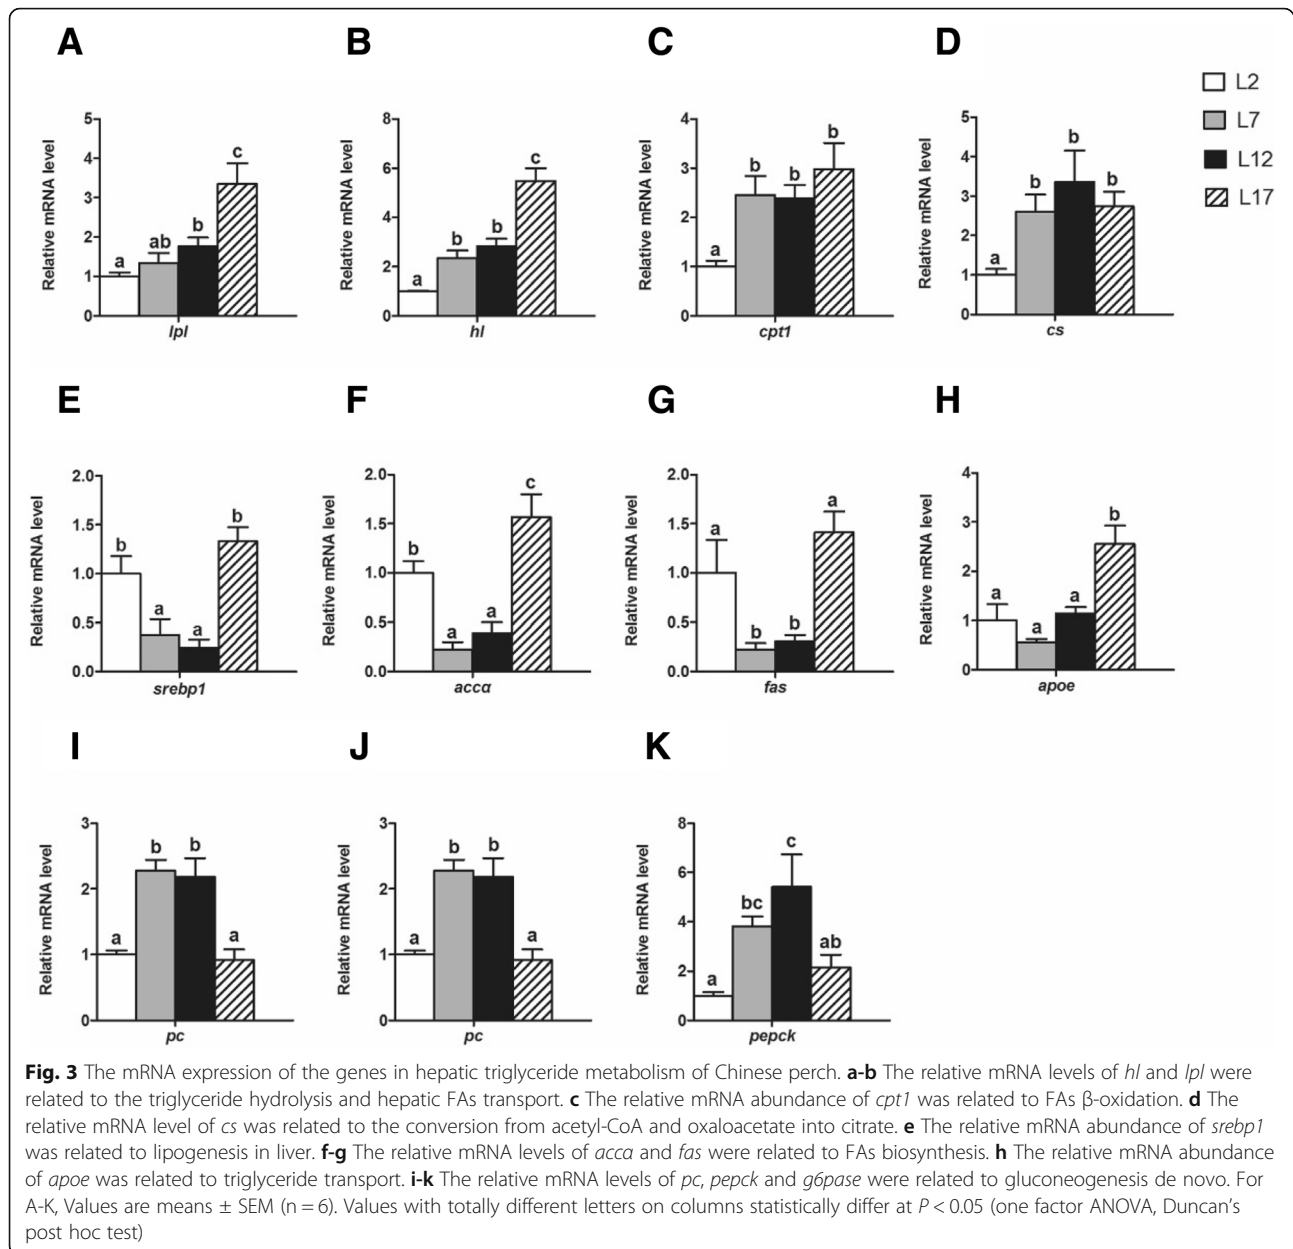 A
B
C
D
L2
L7
L12
L17
Relative mRNA level
5
4
3
2
1
0
a
ab
b
c
lpl
Relative mRNA level
8
6
4
2
0
a
b
b
c
hl
Relative mRNA level
4
3
2
1
0
a
b
b
b
cpt1
Relative mRNA level
5
4
3
2
1
0
a
b
b
b
cs
E
F
G
H
Relative mRNA level
2.0
1.5
1.0
0.5
0.0
b
a
a
b
srebp1
Relative mRNA level
2.0
1.5
1.0
0.5
0.0
b
a
a
c
accα
Relative mRNA level
2.0
1.5
1.0
0.5
0.0
a
b
b
a
fas
Relative mRNA level
4
3
2
1
0
a
a
a
b
apoe
I
J
K
Relative mRNA level
3
2
1
0
a
b
b
a
pc
Relative mRNA level
3
2
1
0
a
b
b
a
pc
Relative mRNA level
8
6
4
2
0
a
bc
c
ab
pepck
Fig. 3 The mRNA expression of the genes in hepatic triglyceride metabolism of Chinese perch. a-b The relative mRNA levels of hl and lpl were
related to the triglyceride hydrolysis and hepatic FAs transport. c The relative mRNA abundance of cpt1 was related to FAs β-oxidation. d The
relative mRNA level of cs was related to the conversion from acetyl-CoA and oxaloacetate into citrate. e The relative mRNA abundance of srebp1
was related to lipogenesis in liver. f-g The relative mRNA levels of accα and fas were related to FAs biosynthesis. h The relative mRNA abundance
of apoe was related to triglyceride transport. i-k The relative mRNA levels of pc, pepck and g6pase were related to gluconeogenesis de novo. For
A-K, Values are means ± SEM (n = 6). Values with totally different letters on columns statistically differ at P < 0.05 (one factor ANOVA, Duncan's
post hoc test)